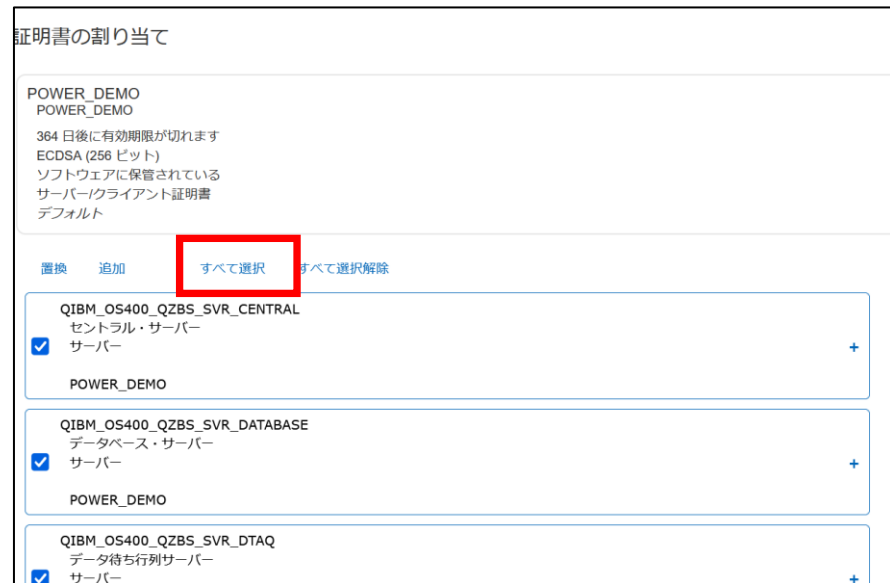 証明書の割り当て
POWER_DEMO
POWER_DEMO
364 日後に有効期限が切れます
ECDSA (256 ビット)
ソフトウェアに保管されている
サーバー/クライアント証明書
デフォルト
置換 追加 すべて選択 すべて選択解除
QIBM_OS400_QZBS_SVR_CENTRAL
セントラル・サーバー
サーバー
+
POWER_DEMO
QIBM_OS400_QZBS_SVR_DATABASE
データベース・サーバー
サーバー
+
POWER_DEMO
QIBM_OS400_QZBS_SVR_DTAQ
データ待ち行列サーバー
サーバー
+